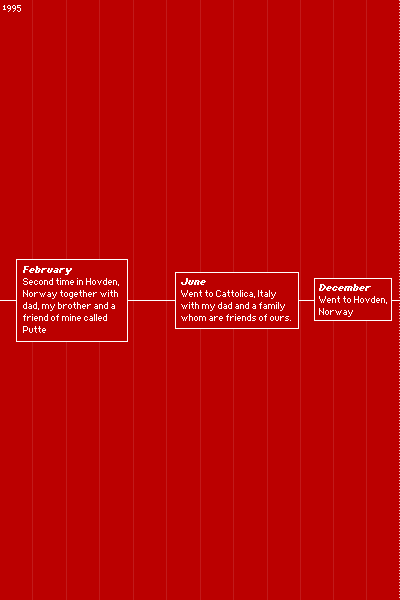 1995
February
Second time in Hovden,
Norway together with
dad, my brother and a
friend of mine called
Putte
June
Went to Cattolica, Italy
with my dad and a family
whom are friends of ours.
December
Went to Hovden,
Norway